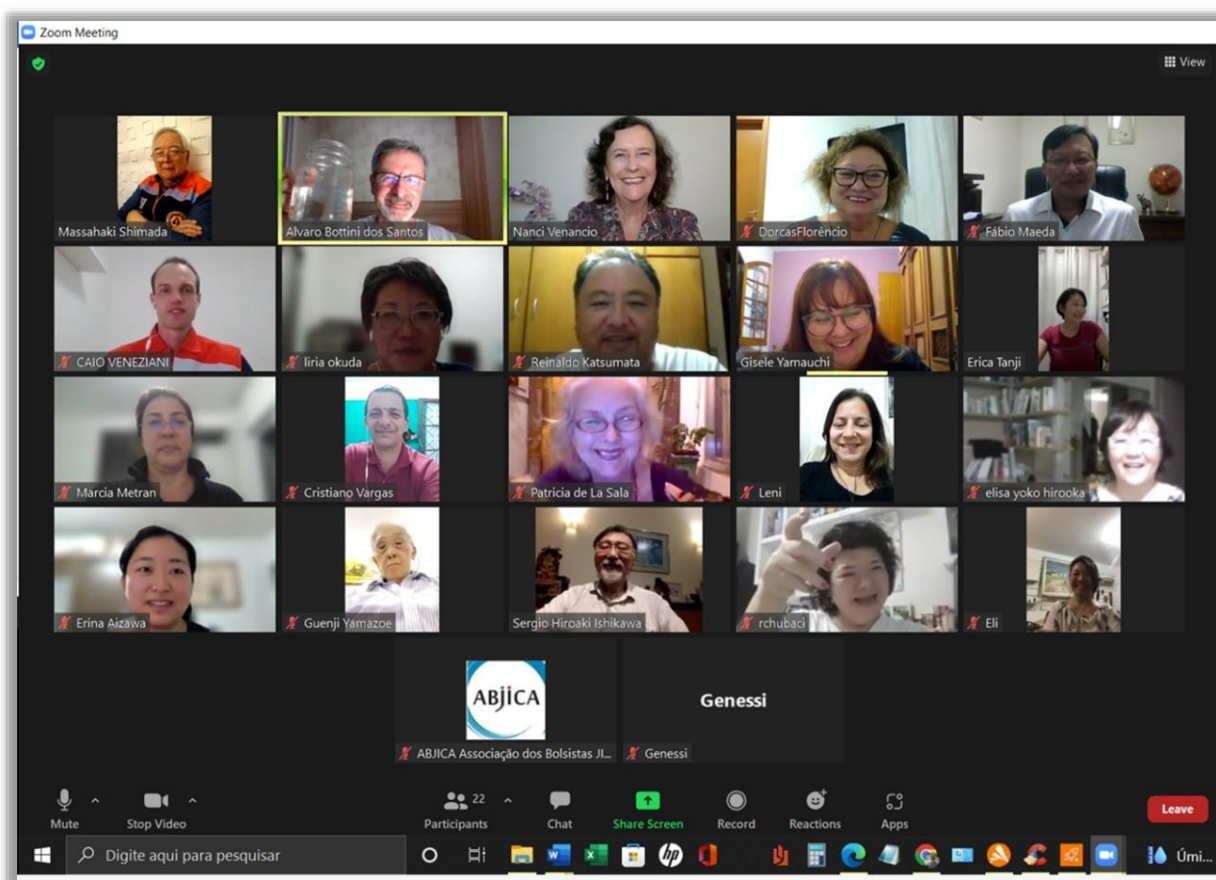 Zoom Meeting
View
Massahaki Shimada
Alvaro Bottini dos Santos
Nanci Venancio
DorcasFlorêncio
Fábio Maeda
CAIO VENEZIANI
liria okuda
Reinaldo Katsumata
Gisele Yamauchi
Erica Tanji
Marcia Metran
Cristiano Vargas
Patricia de La Sala
Leni
elisa yoko hirooka
Erina Aizawa
Guenji Yamazoe
Sergio Hiroaki Ishikawa
rchubaci
Eli
ABJICA
Genessi
ABJICA Associação dos Bolsistas JI...
Genessi
22
Mute
Stop Video
Participants
Chat
Share Screen
Record
Reactions
Apps
Leave
Digite aqui para pesquisar
hp
Úmi...